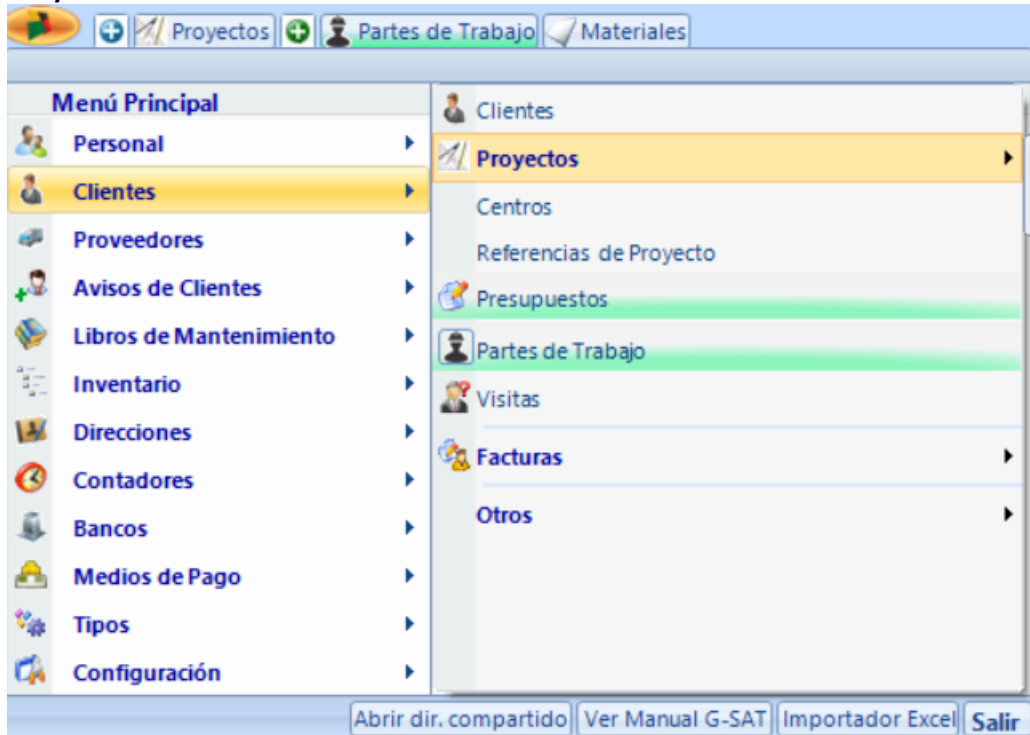 Proyectos Partes de Trabajo Materiales
Menú Principal
Personal
Clientes
Proveedores
Avisos de Clientes
Libros de Mantenimiento
Inventario
Direcciones
Contadores
Bancos
Medios de Pago
Tipos
Configuración
Clientes
Proyectos
Centros
Referencias de Proyecto
Presupuestos
Partes de Trabajo
Visitas
Facturas
Otros
Abrir dir. compartido Ver Manual G-SAT Importador Excel Salir